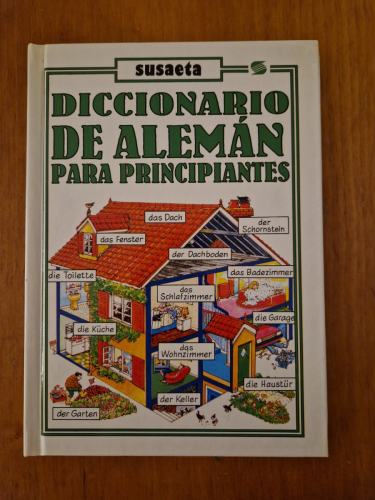 susaeta
DICCIONARIO
DE ALEMÁN
PARA PRINCIPIANTES
das Dach
der
Schornstein
das Fenster
der Dachboden
die Toilette
das Badezimmer
das
Schlafzimmer
die Garage
die Küche
das
Wohnzimmer
die Haustür
der Garten
der Keller